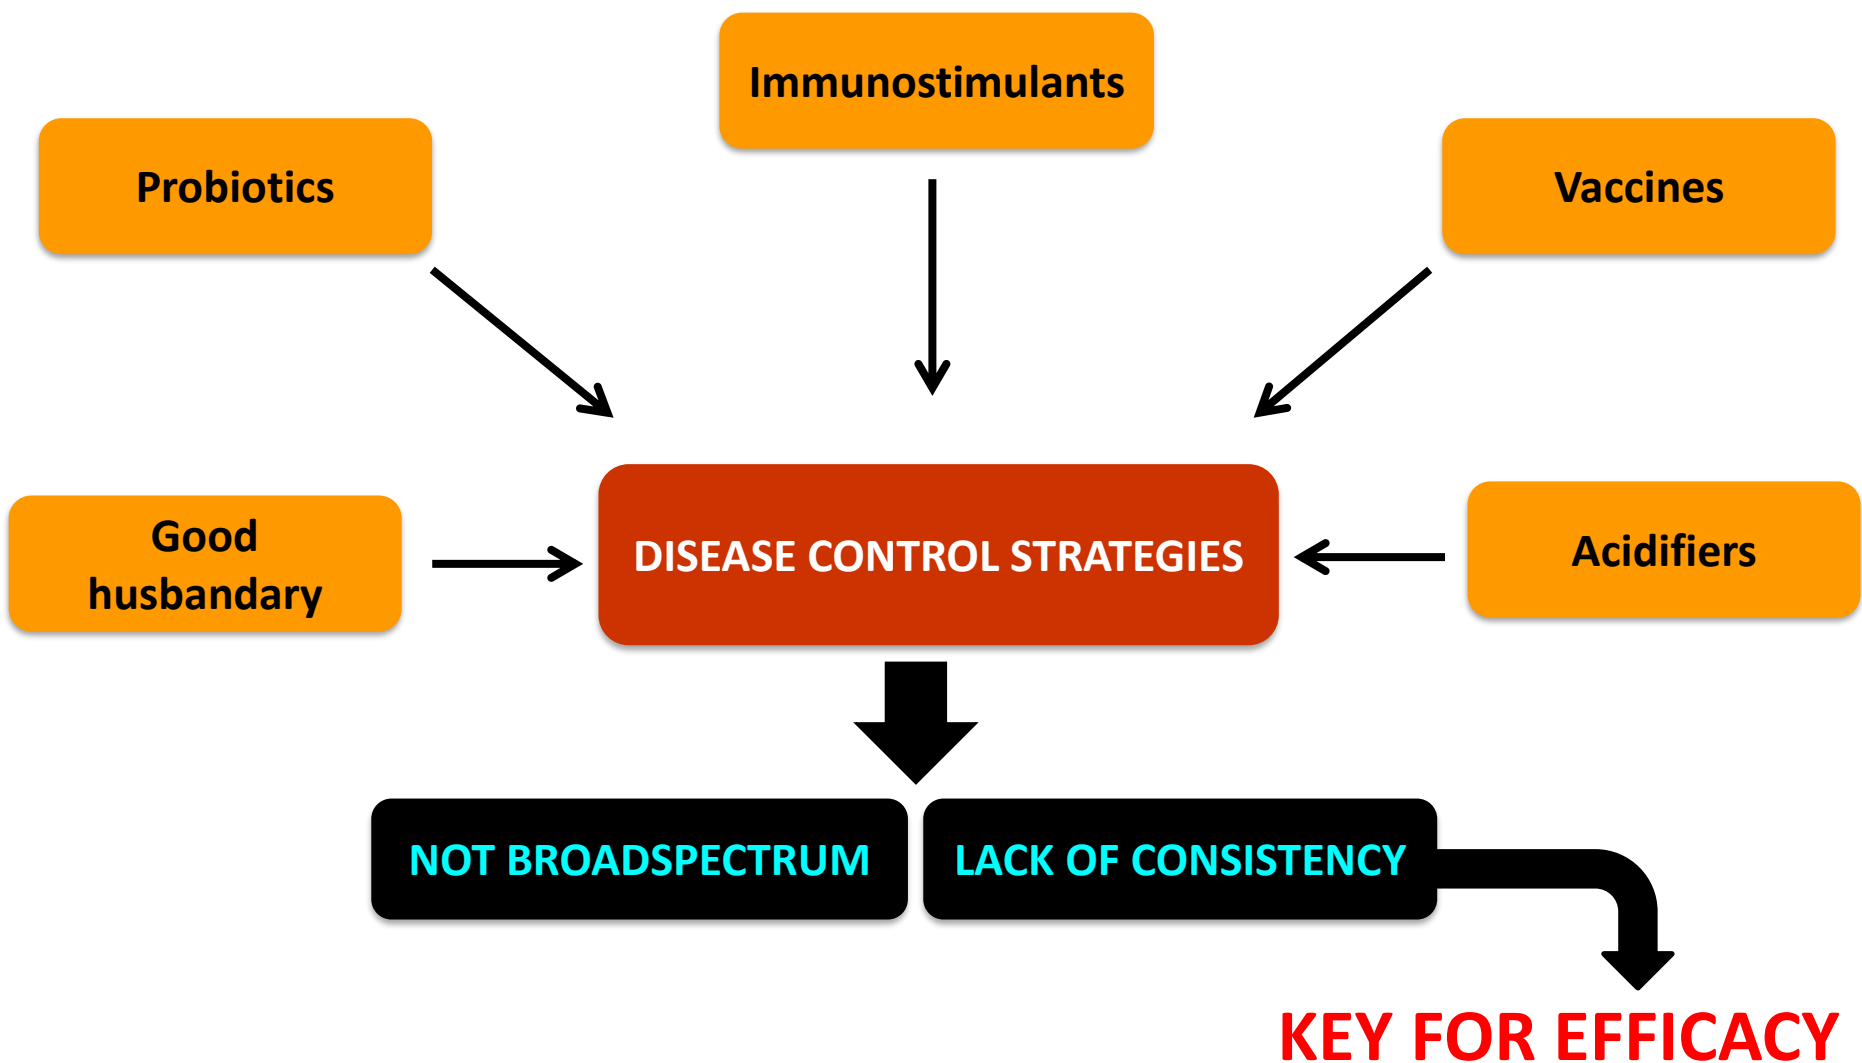 Immunostimulants
Probiotics
Vaccines
Good
husbandary
DISEASE CONTROL STRATEGIES
Acidifiers
NOT BROADSPECTRUM
LACK OF CONSISTENCY
KEY FOR EFFICACY